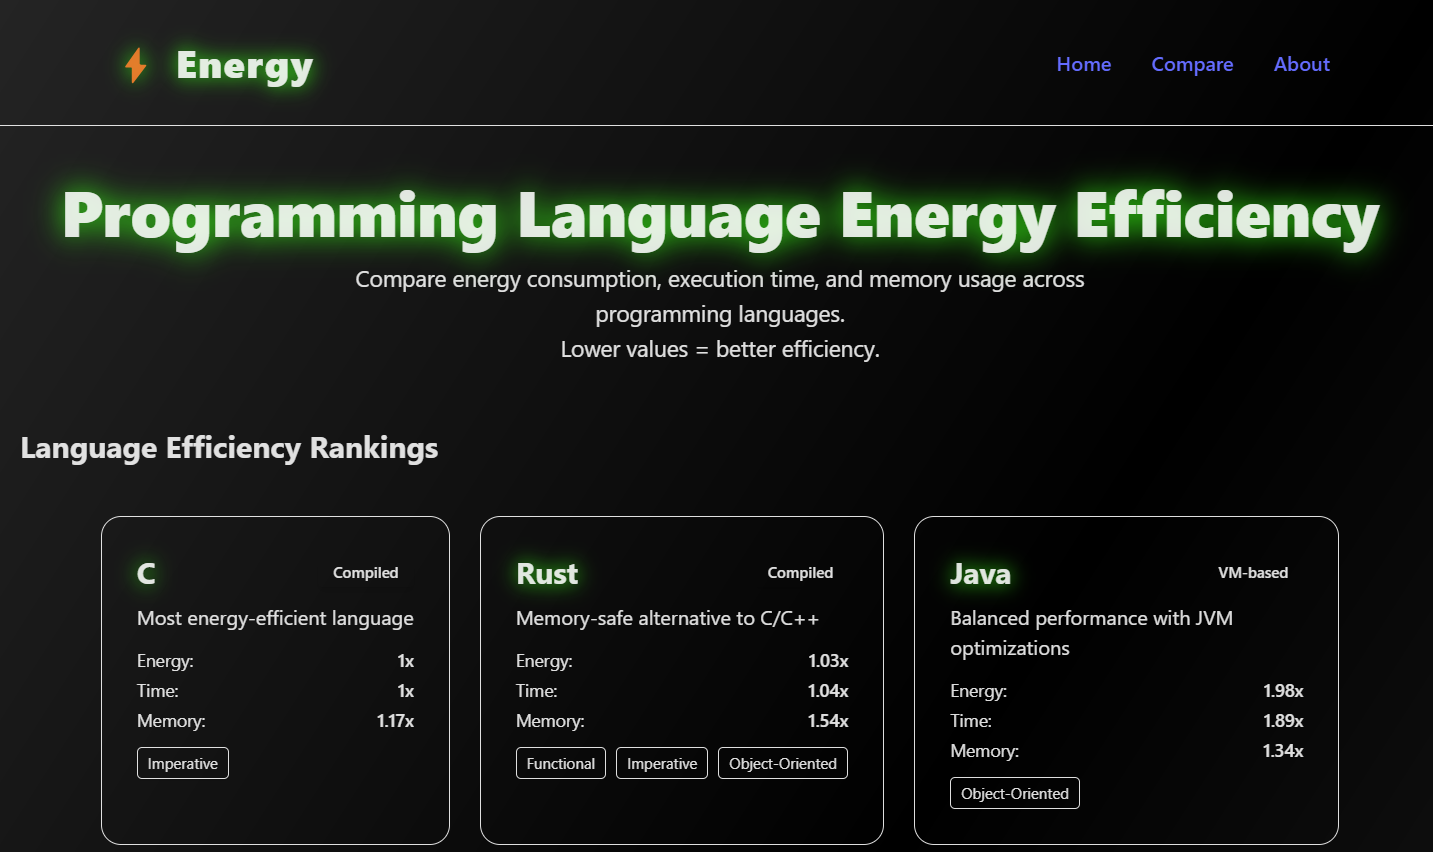 Energy
Home Compare About
Programming Language Energy Efficiency
Compare energy consumption, execution time, and memory usage across
programming languages.
Lower values = better efficiency.
Language Efficiency Rankings
C Compiled
Most energy-efficient language
Energy: 1x
Time: 1x
Memory: 1.17x
Imperative
Rust Compiled
Memory-safe alternative to C/C++
Energy: 1.03x
Time: 1.04x
Memory: 1.54x
Functional Imperative Object-Oriented
Java VM-based
Balanced performance with JVM
optimizations
Energy: 1.98x
Time: 1.89x
Memory: 1.34x
Object-Oriented